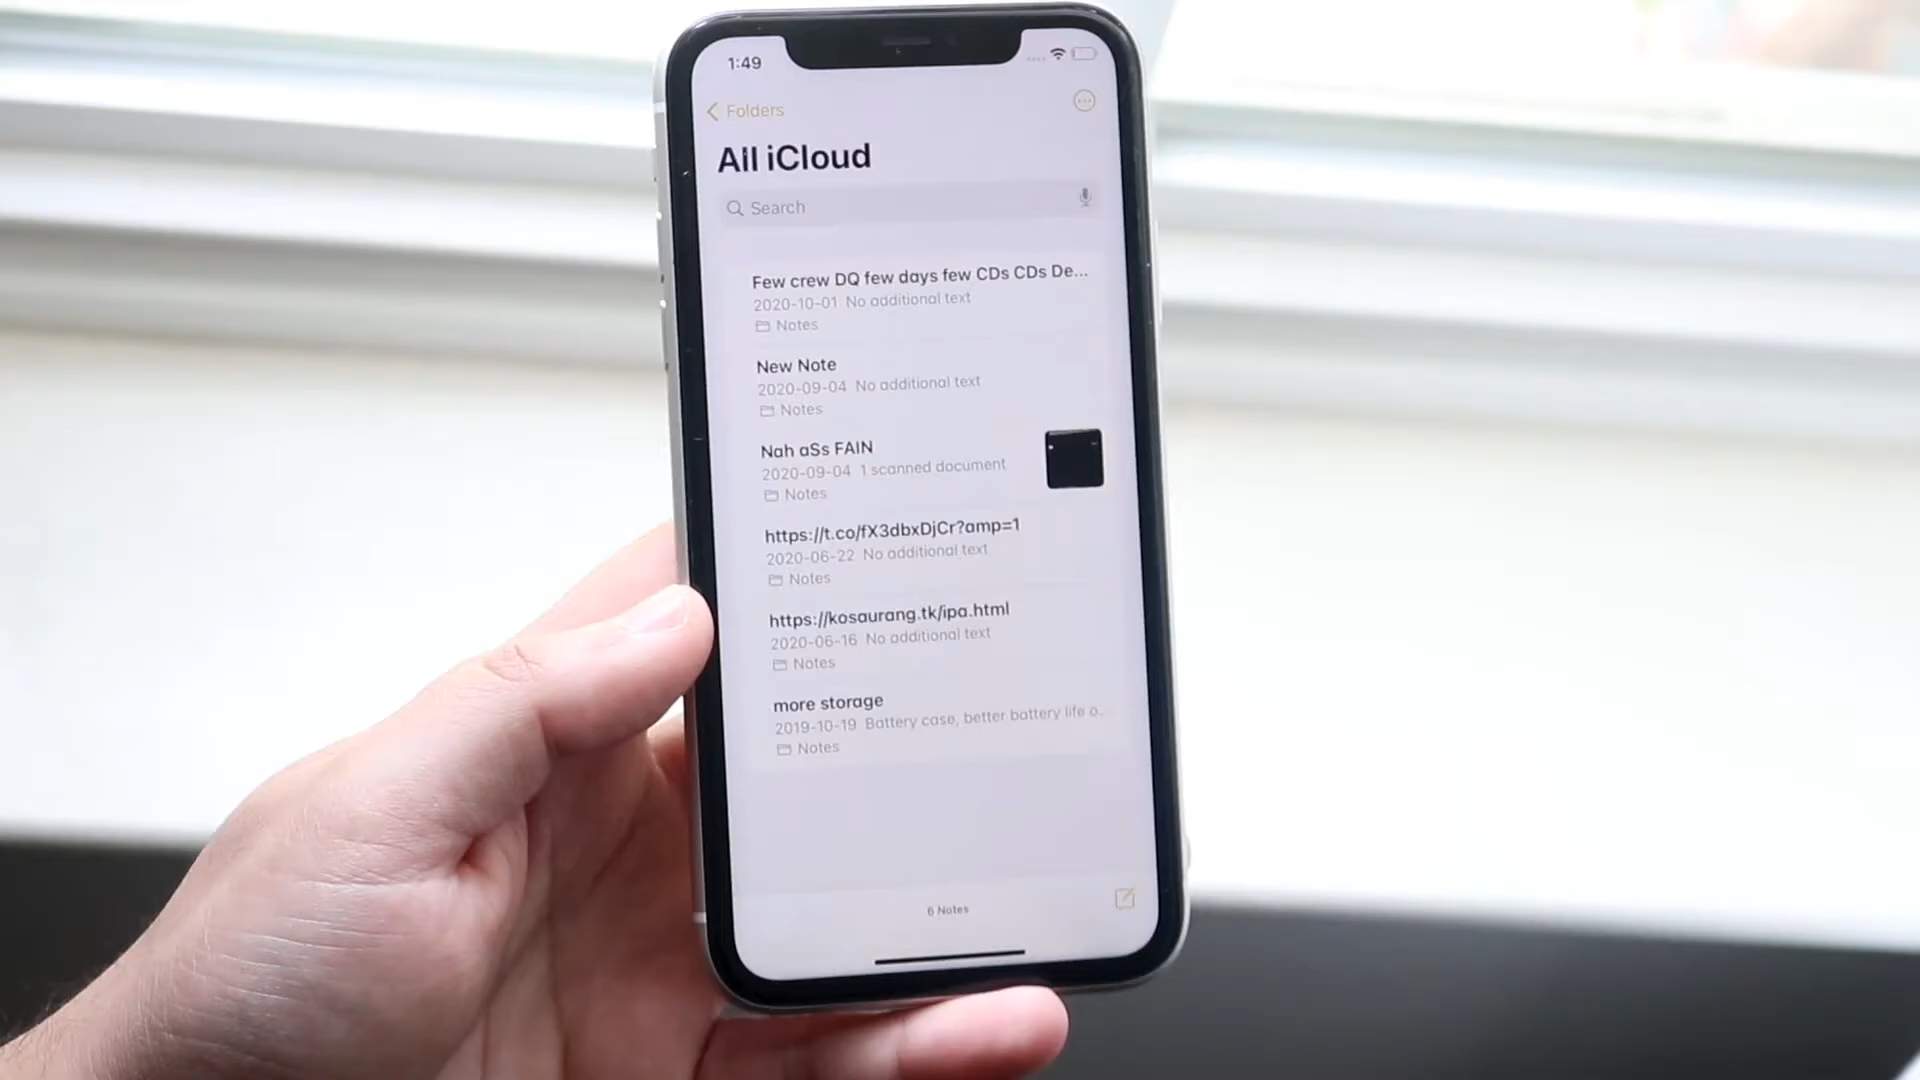 1:49
Folders
All iCloud
Search
Few crew DQ few days few CDs CDs De...
2020-10-01 No additional text
Notes
New Note
2020-09-04 No additional text
Notes
Nah aSs FAIN
2020-09-04 1 scanned document
Notes
https://t.co/fX3dbxDjCr?amp=1
2020-06-22 No additional text
Notes
https://kosaurang.tk/ipa.html
2020-06-16 No additional text
Notes
more storage
2019-10-19 Battery case, better battery life o...
Notes
6 Notes